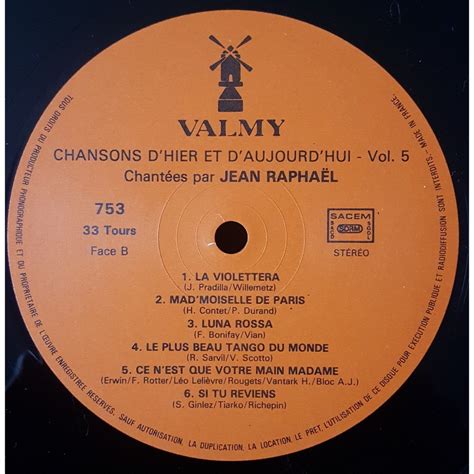 VALMY
CHANSONS D'HIER ET D'AUJOURD'HUI - Vol. 5
Chantées par JEAN RAPHAËL
753
33 Tours
Face B
SACEM
SDRM
STÉRÉO
1. LA VIOLETTERA
(J. Pradilla/Willemetz)
2. MAD'MOISELLE DE PARIS
(H. Contet/P. Durand)
3. LUNA ROSSA
(F. Bonifay/Vian)
4. LE PLUS BEAU TANGO DU MONDE
(R. Sarvil/V. Scotto)
5. CE N'EST QUE VOTRE MAIN MADAME
(Erwin/F. Rotter/Léo Lelièvre/Rougets/Vantark H./Bloc A.J.)
6. SI TU REVIENS
(S. Ginlez/Tiarko/Richepin)
TOUS DROITS DU PRODUCTEUR PHONOGRAPHIQUE ET DU PROPRIETAIRE DE L'ŒUVRE ENREGISTREE RESERVES. SAUF AUTORISATION, LA DUPLICATION, LA LOCATION, LE PRET, L'UTILISATION DE CE DISQUE POUR EXECUTION PUBLIQUE ET RADIODIFFUSION SONT INTERDITS - MADE IN FRANCE.